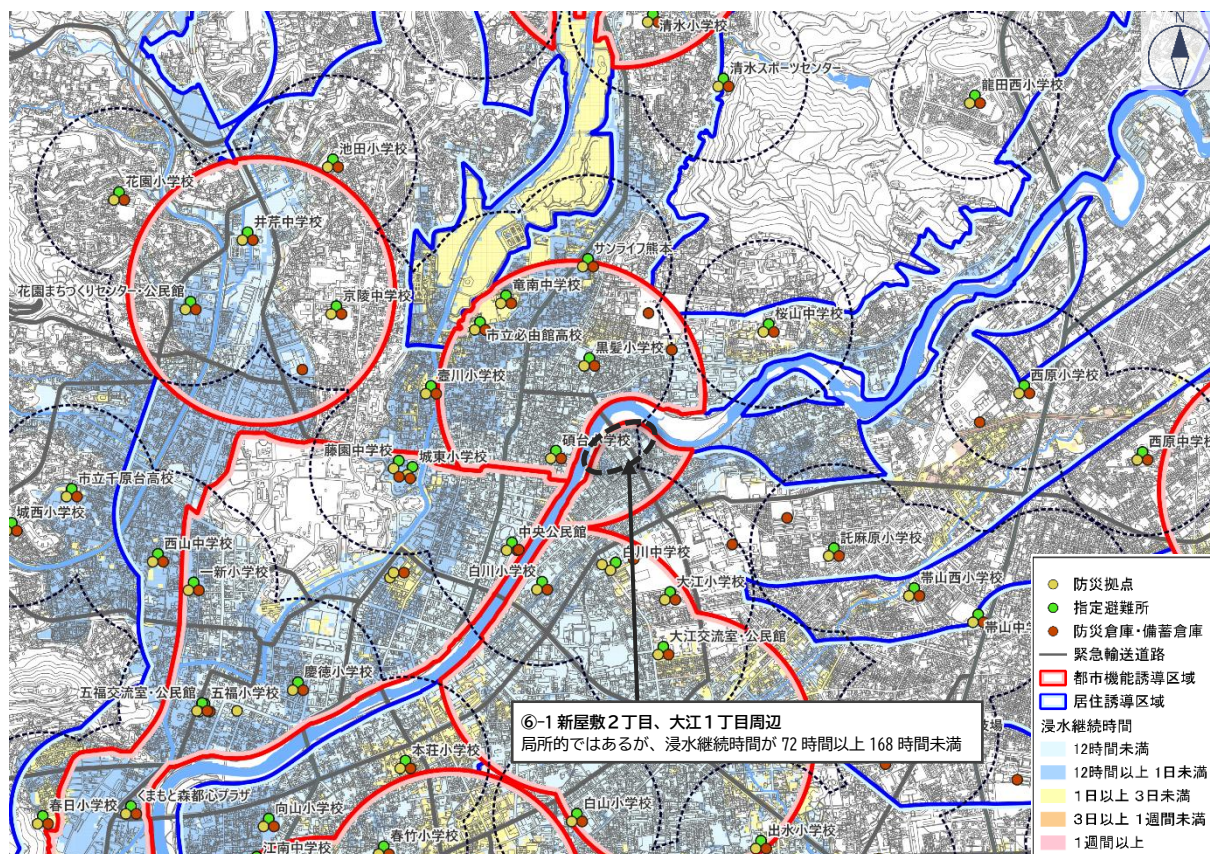 清水小学校
N
清水スポーツセンター
龍田西小学校
池田小学校
花園小学校
井芹中学校
サンライフ熊本
花園まちづくりセンター・公民館
京陵中学校
竜南中学校
桜山中学校
市立必由館高校
黒髪小学校
壺川小学校
西原小学校
藤園中学校
城東小学校
碩台小学校
西原中学校
市立千原台高校
城西小学校
中央公民館
西山中学校
託麻原小学校
一新小学校
白川小学校
白川中学校
大江小学校
帯山西小学校
帯山中学
大江交流室・公民館
慶徳小学校
五福交流室・公民館
五福小学校
本荘小学校
⑥-1 新屋敷2丁目、大江1丁目周辺
局所的ではあるが、浸水継続時間が 72 時間以上 168 時間未満
場
春日小学校
くまもと森都心プラザ
向山小学校
白山小学校
江南中学校
春竹小学校
出水小学校
防災拠点
指定避難所
防災倉庫・備蓄倉庫
緊急輸送道路
都市機能誘導区域
居住誘導区域
浸水継続時間
12時間未満
12時間以上 1日未満
1日以上 3日未満
3日以上 1週間未満
1週間以上